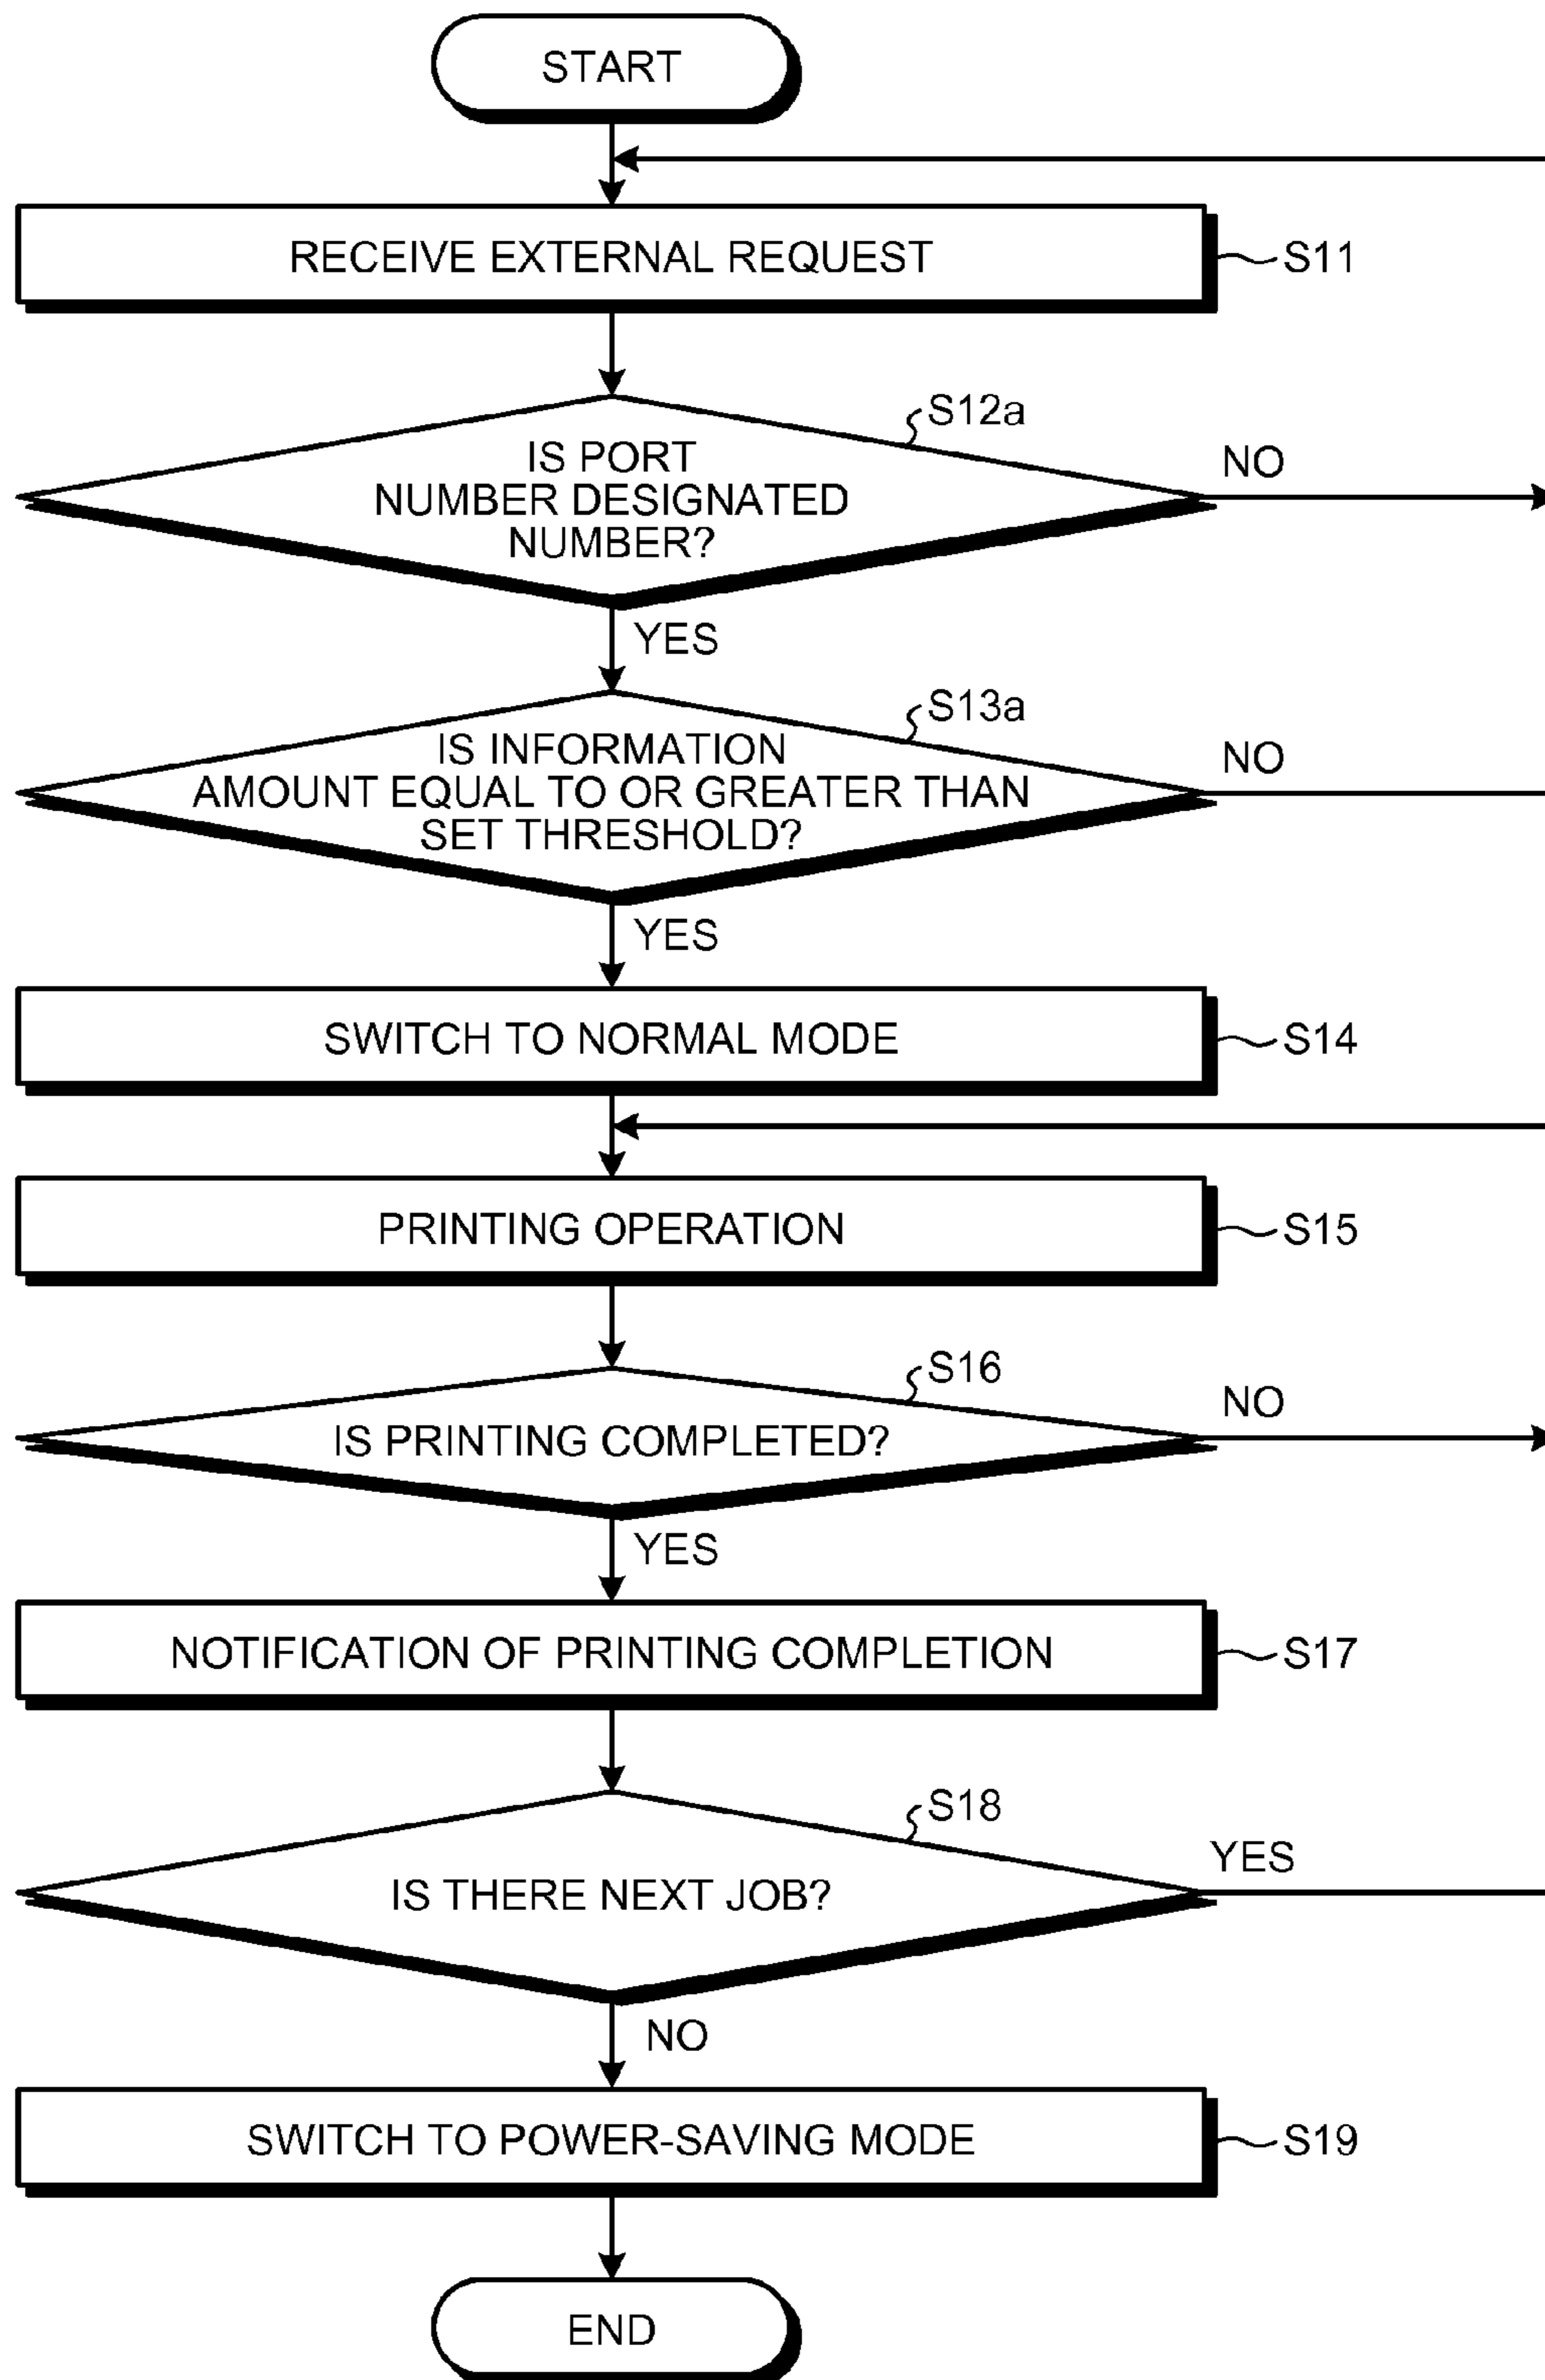 START
RECEIVE EXTERNAL REQUEST
S11
S12a
IS PORT
NUMBER DESIGNATED
NUMBER?
NO
YES
S13a
IS INFORMATION
AMOUNT EQUAL TO OR GREATER THAN
SET THRESHOLD?
NO
YES
SWITCH TO NORMAL MODE
S14
PRINTING OPERATION
S15
S16
IS PRINTING COMPLETED?
NO
YES
NOTIFICATION OF PRINTING COMPLETION
S17
S18
IS THERE NEXT JOB?
YES
NO
SWITCH TO POWER-SAVING MODE
S19
END